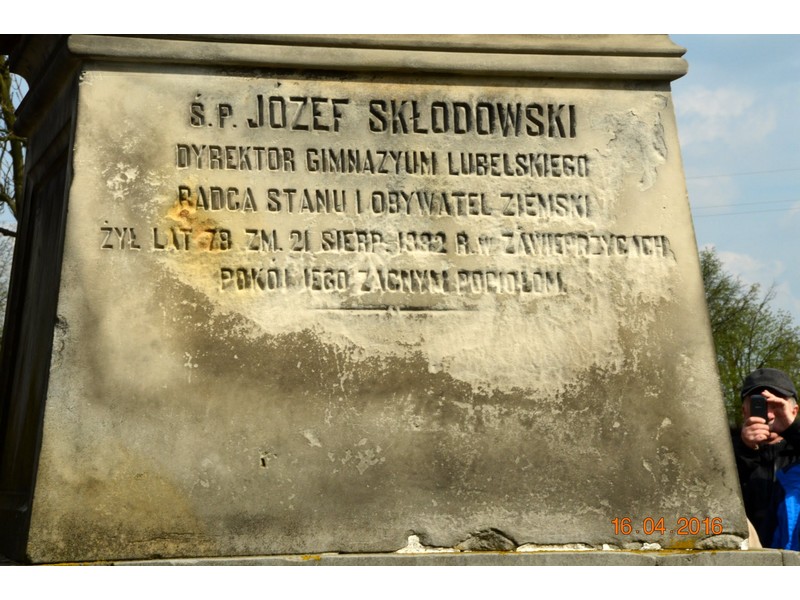 Ś.P. JÓZEF SKŁODOWSKI
DYREKTOR GIMNAZYUM LUBELSKIEGO
RADCA STANU I OBYWATEL ZIEMSKI
ŻYŁ LAT 78 ZM. 21 SIERP. 1882 R. w. ZAWIEPRZYCACH
POKÓJ JEGO ZACNYM POPIOŁOM.
16.04.2016